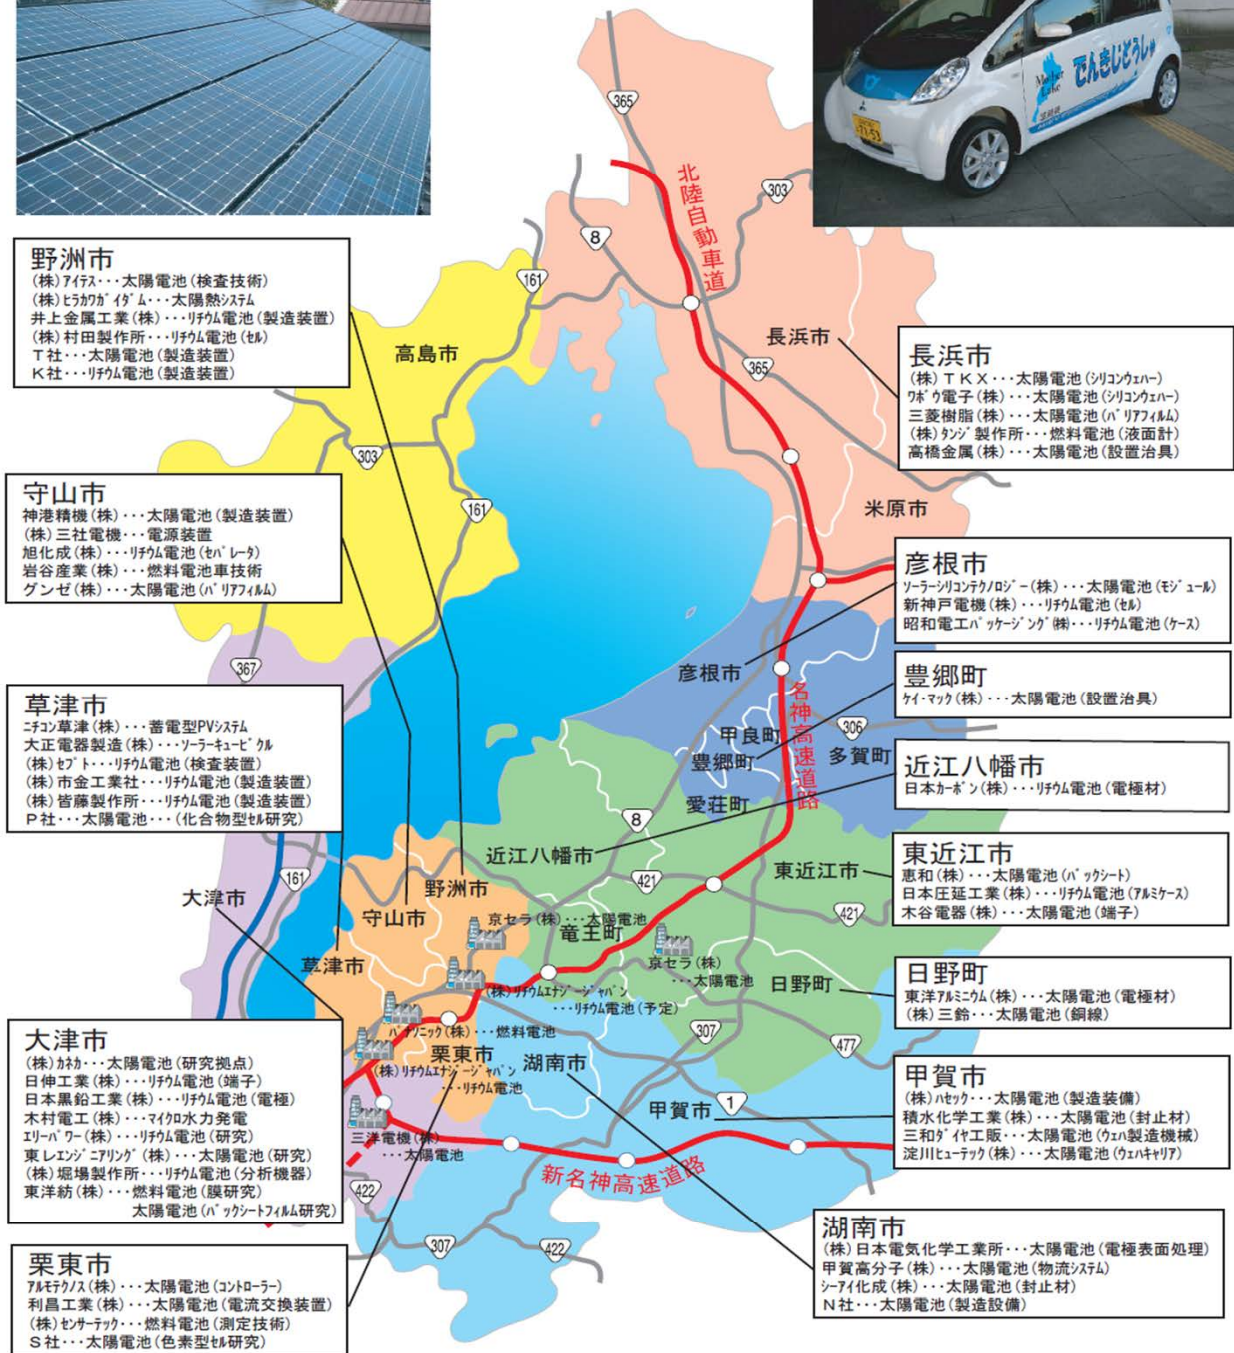 でんきじどうしゃ
Mother
Lake
滋賀県
71-53
365
北陸自動車道
303
8
161
野洲市
(株)アイテス･･･太陽電池(検査技術)
(株)ヒラカワガイダム･･･太陽熱システム
井上金属工業(株)･･･リチウム電池(製造装置)
(株)村田製作所･･･リチウム電池(セル)
T社･･･太陽電池(製造装置)
K社･･･リチウム電池(製造装置)
高島市
長浜市
365
長浜市
(株)TKX･･･太陽電池(シリコンウェハー)
ワボウ電子(株)･･･太陽電池(シリコンウェハー)
三菱樹脂(株)･･･太陽電池(バリアフィルム)
(株)タンジ製作所･･･燃料電池(液面計)
高橋金属(株)･･･太陽電池(設置治具)
303
161
米原市
守山市
神港精機(株)･･･太陽電池(製造装置)
(株)三社電機･･･電源装置
旭化成(株)･･･リチウム電池(セパレータ)
岩谷産業(株)･･･燃料電池車技術
グンゼ(株)･･･太陽電池(バリアフィルム)
彦根市
ソーラーシリコンテクノロジー(株)･･･太陽電池(モジュール)
新神戸電機(株)･･･リチウム電池(セル)
昭和電工パッケージング(株)･･･リチウム電池(ケース)
367
彦根市
名神高速道路
豊郷町
ケイ･マック(株)･･･太陽電池(設置治具)
306
甲良町
豊郷町
多賀町
愛荘町
草津市
ニチコン草津(株)･･･蓄電型PVシステム
大正電器製造(株)･･･ソーラーキュービクル
(株)セプト･･･リチウム電池(検査装置)
(株)市金工業社･･･リチウム電池(製造装置)
(株)皆藤製作所･･･リチウム電池(製造装置)
P社･･･太陽電池･･･(化合物型セル研究)
近江八幡市
日本カーボン(株)･･･リチウム電池(電極材)
8
近江八幡市
421
東近江市
421
東近江市
恵和(株)･･･太陽電池(バックシート)
日本圧延工業(株)･･･リチウム電池(アルミケース)
木谷電器(株)･･･太陽電池(端子)
161
大津市
野洲市
守山市
草津市
京セラ(株)･･･太陽電池
竜王町
京セラ(株)
･･･太陽電池
日野町
日野町
東洋アルミニウム(株)･･･太陽電池(電極材)
(株)三鈴･･･太陽電池(銅線)
(株)リチウムエナジージャパン
･･･リチウム電池(予定)
パナソニック(株)･･･燃料電池
栗東市
(株)リチウムエナジージャパン
･･･リチウム電池
湖南市
307
477
甲賀市
1
三洋電機(株)
･･･太陽電池
新名神高速道路
大津市
(株)カネカ･･･太陽電池(研究拠点)
日伸工業(株)･･･リチウム電池(端子)
日本黒鉛工業(株)･･･リチウム電池(電極)
木村電工(株)･･･マイクロ水力発電
エリーパワー(株)･･･リチウム電池(研究)
東レエンジニアリング(株)･･･太陽電池(研究)
(株)堀場製作所･･･リチウム電池(分析機器)
東洋紡(株)･･･燃料電池(膜研究)
太陽電池(バックシートフィルム研究)
甲賀市
(株)ハセック･･･太陽電池(製造装備)
積水化学工業(株)･･･太陽電池(封止材)
三和ダイヤ工販･･･太陽電池(ウェハ製造機械)
淀川ヒューテック(株)･･･太陽電池(ウェハキャリア)
422
307
422
湖南市
(株)日本電気化学工業所･･･太陽電池(電極表面処理)
甲賀高分子(株)･･･太陽電池(物流システム)
シーアイ化成(株)･･･太陽電池(封止材)
N社･･･太陽電池(製造設備)
栗東市
アルモテクノス(株)･･･太陽電池(コントローラー)
利昌工業(株)･･･太陽電池(電流交換装置)
(株)センサーテック･･･燃料電池(測定技術)
S社･･･太陽電池(色素型セル研究)